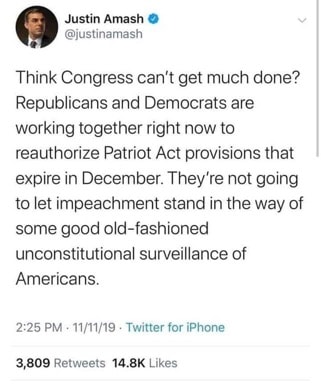 Justin Amash
@justinamash
Think Congress can't get much done?
Republicans and Democrats are
working together right now to
reauthorize Patriot Act provisions that
expire in December. They're not going
to let impeachment stand in the way of
some good old-fashioned
unconstitutional surveillance of
Americans.
2:25 PM · 11/11/19 · Twitter for iPhone
3,809 Retweets 14.8K Likes